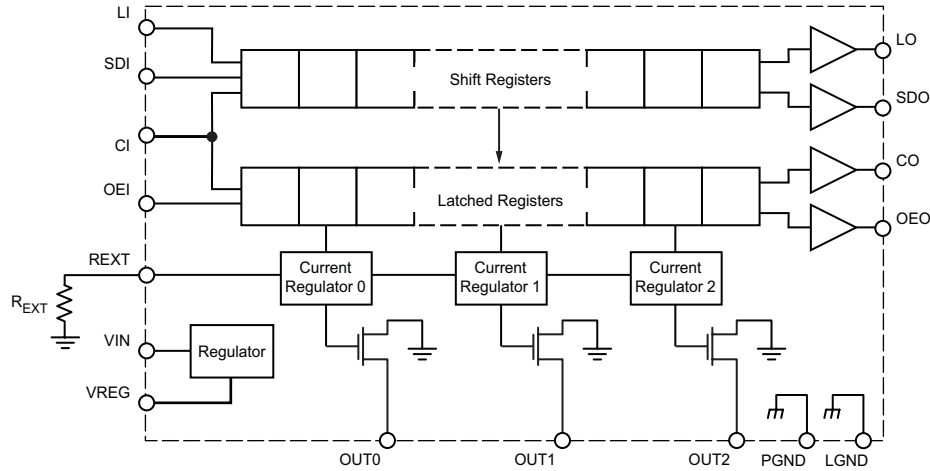 LI
LO
SDI
Shift Registers
SDO
CI
CO
OEI
Latched Registers
OEO
REXT
Current
Regulator 0
Current
Regulator 1
Current
Regulator 2
REXT
VIN
Regulator
VREG
OUT0
OUT1
OUT2
PGND
LGND